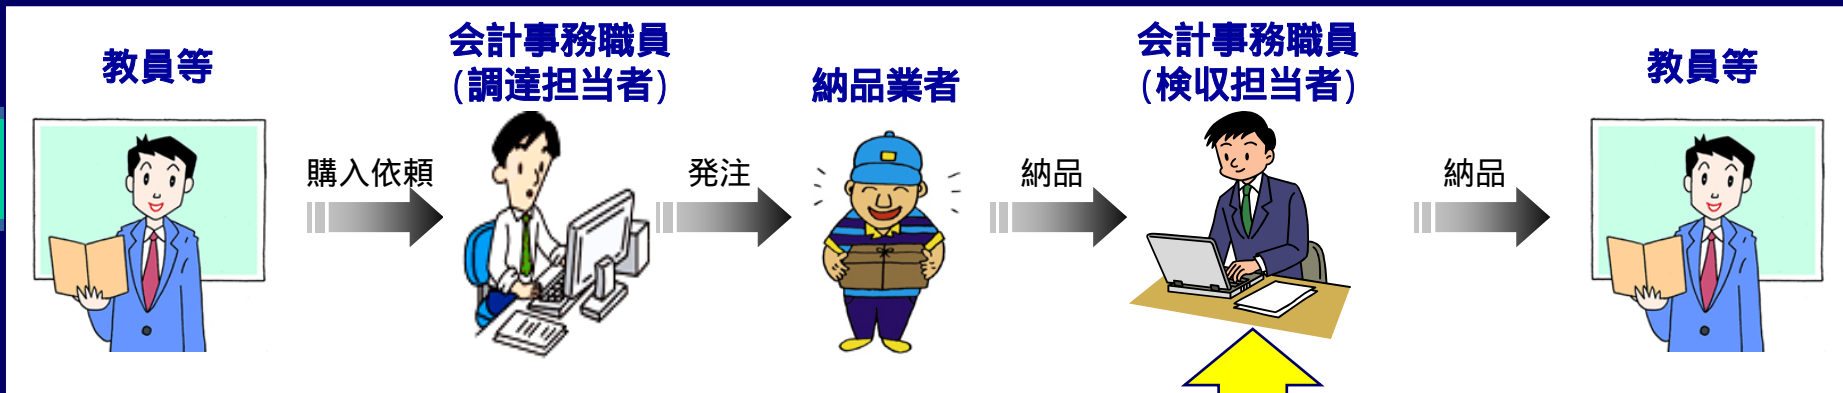 教員等
購入依頼
会計事務職員
(調達担当者)
発注
納品業者
納品
会計事務職員
(検収担当者)
納品
教員等